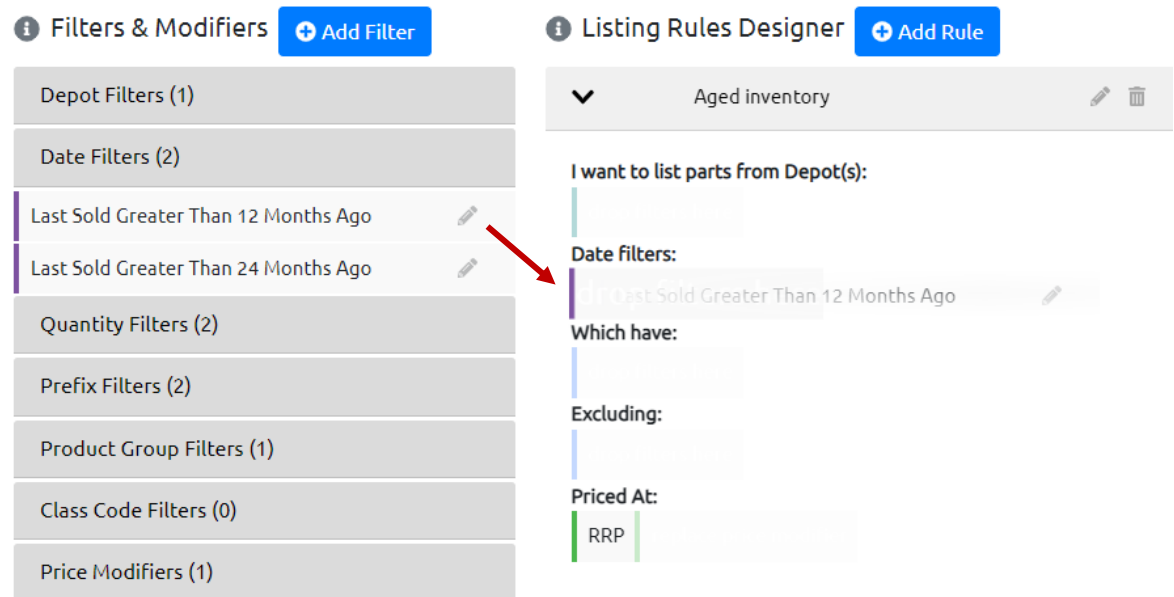 Filters & Modifiers
Add Filter
Depot Filters (1)
Date Filters (2)
Last Sold Greater Than 12 Months Ago
Last Sold Greater Than 24 Months Ago
Quantity Filters (2)
Prefix Filters (2)
Product Group Filters (1)
Class Code Filters (0)
Price Modifiers (1)
Listing Rules Designer
Add Rule
Aged inventory
I want to list parts from Depot(s):
Date filters:
Last Sold Greater Than 12 Months Ago
Which have:
Excluding:
Priced At:
RRP